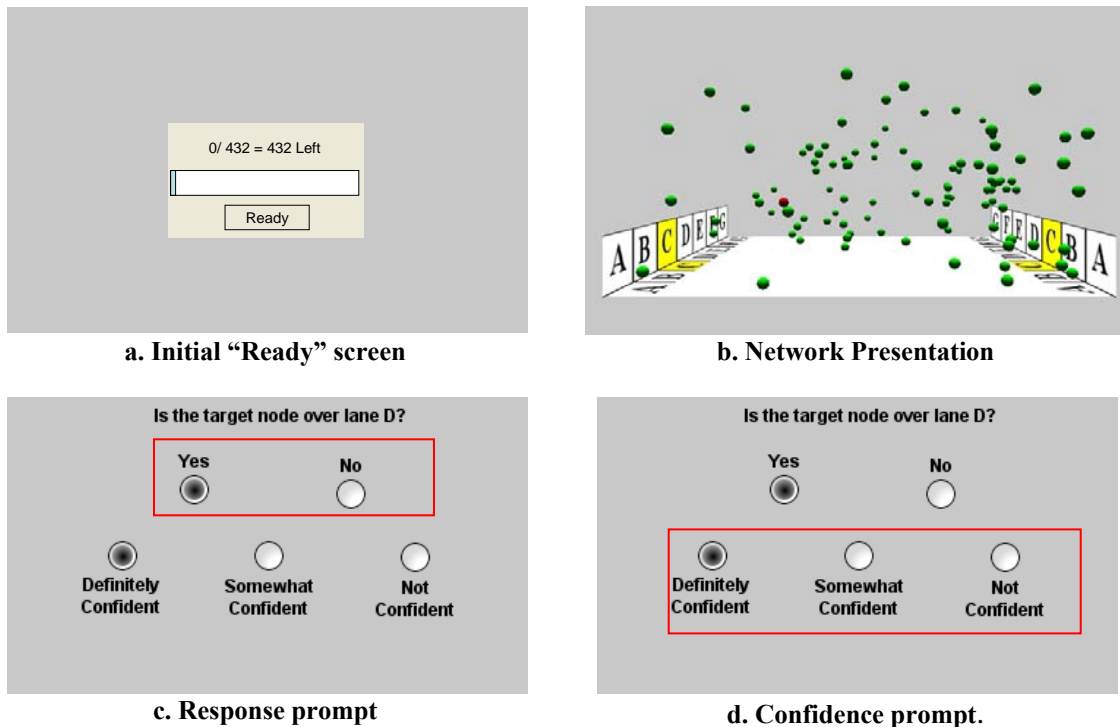 0/ 432 = 432 Left
Ready
a. Initial “Ready” screen
A B C D E F G
G F E D C B A
b. Network Presentation
Is the target node over lane D?
Yes No
Definitely Somewhat Not
Confident Confident Confident
c. Response prompt
Is the target node over lane D?
Yes No
Definitely Somewhat Not
Confident Confident Confident
d. Confidence prompt.